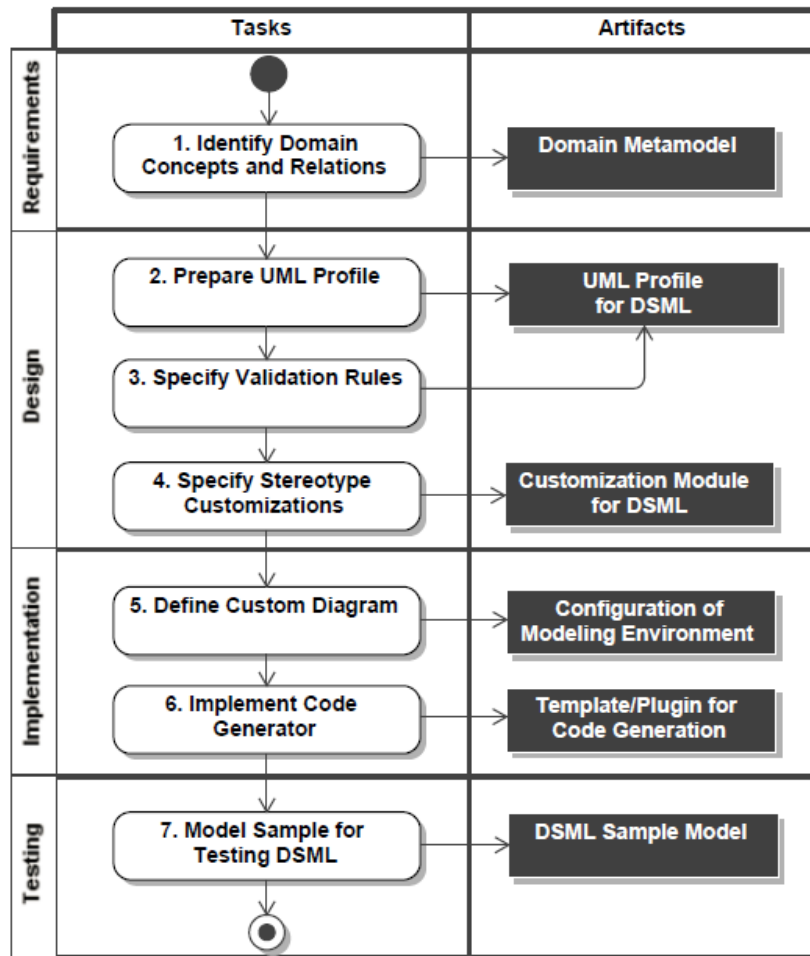 Tasks
Artifacts
Requirements
1. Identify Domain
Concepts and Relations
Domain Metamodel
Design
2. Prepare UML Profile
UML Profile
for DSML
3. Specify Validation Rules
4. Specify Stereotype
Customizations
Customization Module
for DSML
Implementation
5. Define Custom Diagram
Configuration of
Modeling Environment
6. Implement Code
Generator
Template/Plugin for
Code Generation
Testing
7. Model Sample for
Testing DSML
DSML Sample Model